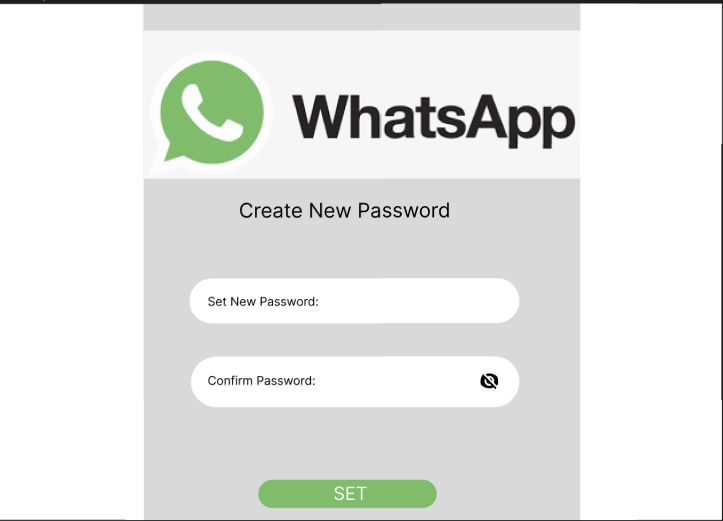 WhatsApp
Create New Password
Set New Password:
Confirm Password:
SET